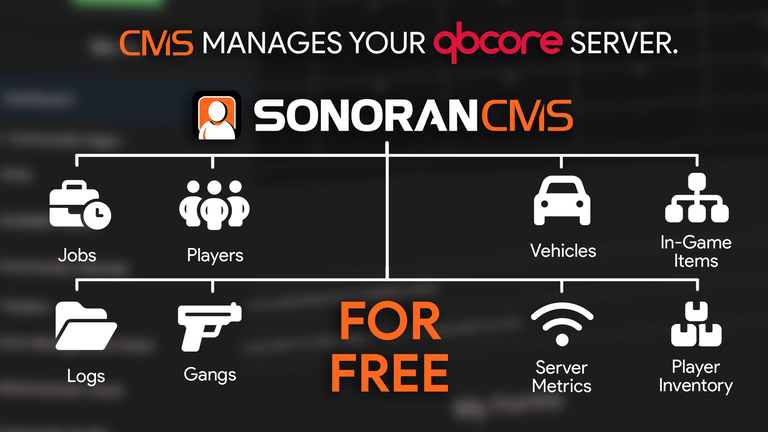 CMS MANAGES YOUR qbcore SERVER.
SONORANCMS
Jobs
Players
Vehicles
In-Game
Items
Logs
Gangs
FOR
FREE
Server
Metrics
Player
Inventory